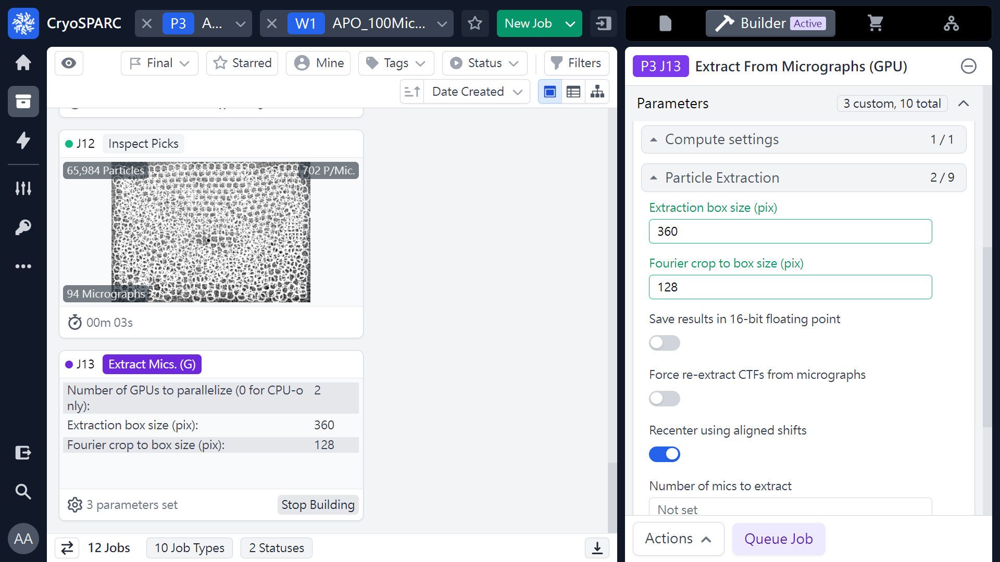 CryoSPARC
P3 A...
W1 APO_100Mic...
New Job
Builder Active
Final
Starred
Mine
Tags
Status
Filters
Date Created
J12 Inspect Picks
65,984 Particles
702 P/Mic.
94 Micrographs
00m 03s
J13 Extract Mics. (G)
Number of GPUs to parallelize (0 for CPU-o
nly): 2
Extraction box size (pix): 360
Fourier crop to box size (pix): 128
3 parameters set
Stop Building
12 Jobs
10 Job Types
2 Statuses
AA
P3 J13 Extract From Micrographs (GPU)
Parameters
3 custom, 10 total
Compute settings 1 / 1
Particle Extraction 2 / 9
Extraction box size (pix)
360
Fourier crop to box size (pix)
128
Save results in 16-bit floating point
Force re-extract CTFs from micrographs
Recenter using aligned shifts
Number of mics to extract
Not set
Actions
Queue Job